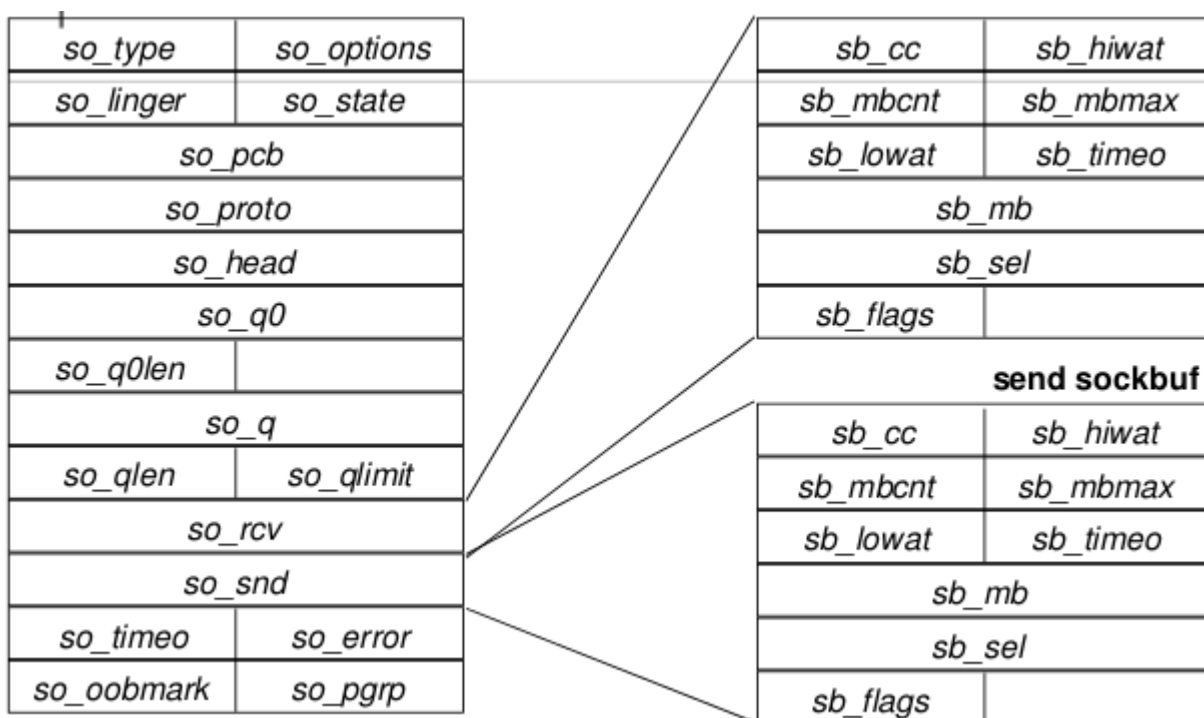 so_type so_options
so_linger so_state
so_pcb
so_proto
so_head
so_q0
so_q0len
so_q
so_qlen so_qlimit
so_rcv
so_snd
so_timeo so_error
so_oobmark so_pgrp
sb_cc sb_hiwat
sb_mbcnt sb_mbmax
sb_lowat sb_timeo
sb_mb
sb_sel
sb_flags
send sockbuf
sb_cc sb_hiwat
sb_mbcnt sb_mbmax
sb_lowat sb_timeo
sb_mb
sb_sel
sb_flags